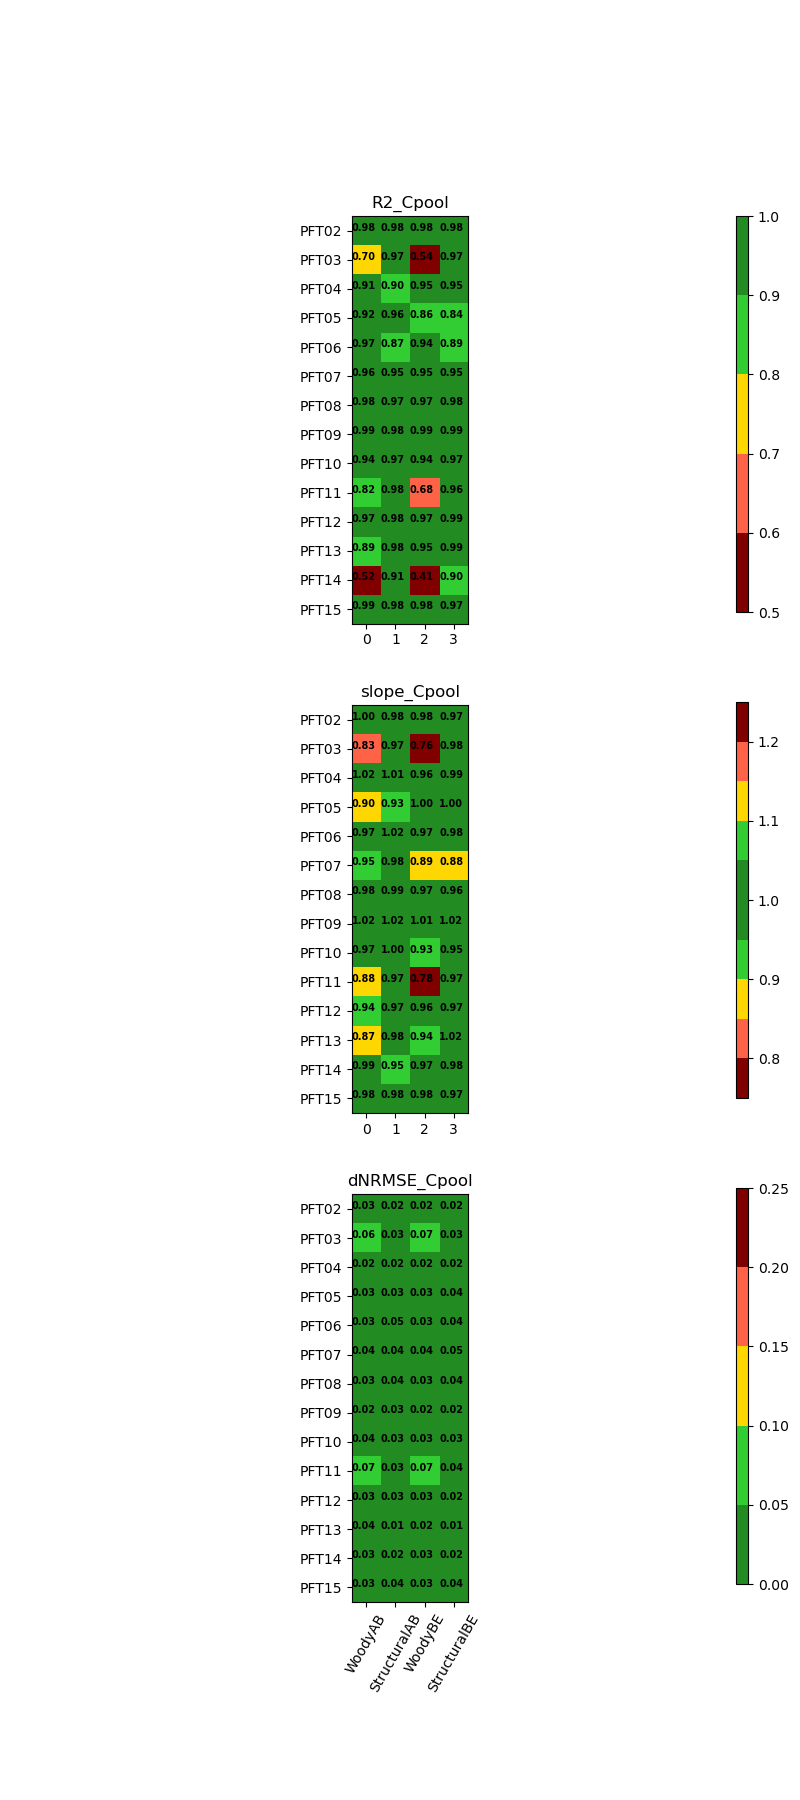 R2_Cpool
PFT02 0.98 0.98 0.98 0.98
PFT03 0.70 0.97 0.54 0.97
PFT04 0.91 0.90 0.95 0.95
PFT05 0.92 0.96 0.86 0.84
PFT06 0.97 0.87 0.94 0.89
PFT07 0.96 0.95 0.95 0.95
PFT08 0.98 0.97 0.97 0.98
PFT09 0.99 0.98 0.99 0.99
PFT10 0.94 0.97 0.94 0.97
PFT11 0.82 0.98 0.68 0.96
PFT12 0.97 0.98 0.97 0.99
PFT13 0.89 0.98 0.95 0.99
PFT14 0.52 0.91 0.41 0.90
PFT15 0.99 0.98 0.98 0.97
0 1 2 3
1.0
0.9
0.8
0.7
0.6
0.5
slope_Cpool
PFT02 1.00 0.98 0.98 0.97
PFT03 0.83 0.97 0.76 0.98
PFT04 1.02 1.01 0.96 0.99
PFT05 0.90 0.93 1.00 1.00
PFT06 0.97 1.02 0.97 0.98
PFT07 0.95 0.98 0.89 0.88
PFT08 0.98 0.99 0.97 0.96
PFT09 1.02 1.02 1.01 1.02
PFT10 0.97 1.00 0.93 0.95
PFT11 0.88 0.97 0.78 0.97
PFT12 0.94 0.97 0.96 0.97
PFT13 0.87 0.98 0.94 1.02
PFT14 0.99 0.95 0.97 0.98
PFT15 0.98 0.98 0.98 0.97
0 1 2 3
1.2
1.1
1.0
0.9
0.8
dNRMSE_Cpool
PFT02 0.03 0.02 0.02 0.02
PFT03 0.06 0.03 0.07 0.03
PFT04 0.02 0.02 0.02 0.02
PFT05 0.03 0.03 0.03 0.04
PFT06 0.03 0.05 0.03 0.04
PFT07 0.04 0.04 0.04 0.05
PFT08 0.03 0.04 0.03 0.04
PFT09 0.02 0.03 0.02 0.02
PFT10 0.04 0.03 0.03 0.03
PFT11 0.07 0.03 0.07 0.04
PFT12 0.03 0.03 0.03 0.02
PFT13 0.04 0.01 0.02 0.01
PFT14 0.03 0.02 0.03 0.02
PFT15 0.03 0.04 0.03 0.04
WoodyAB
StructuralAB
WoodyBE
StructuralBE
0.25
0.20
0.15
0.10
0.05
0.00